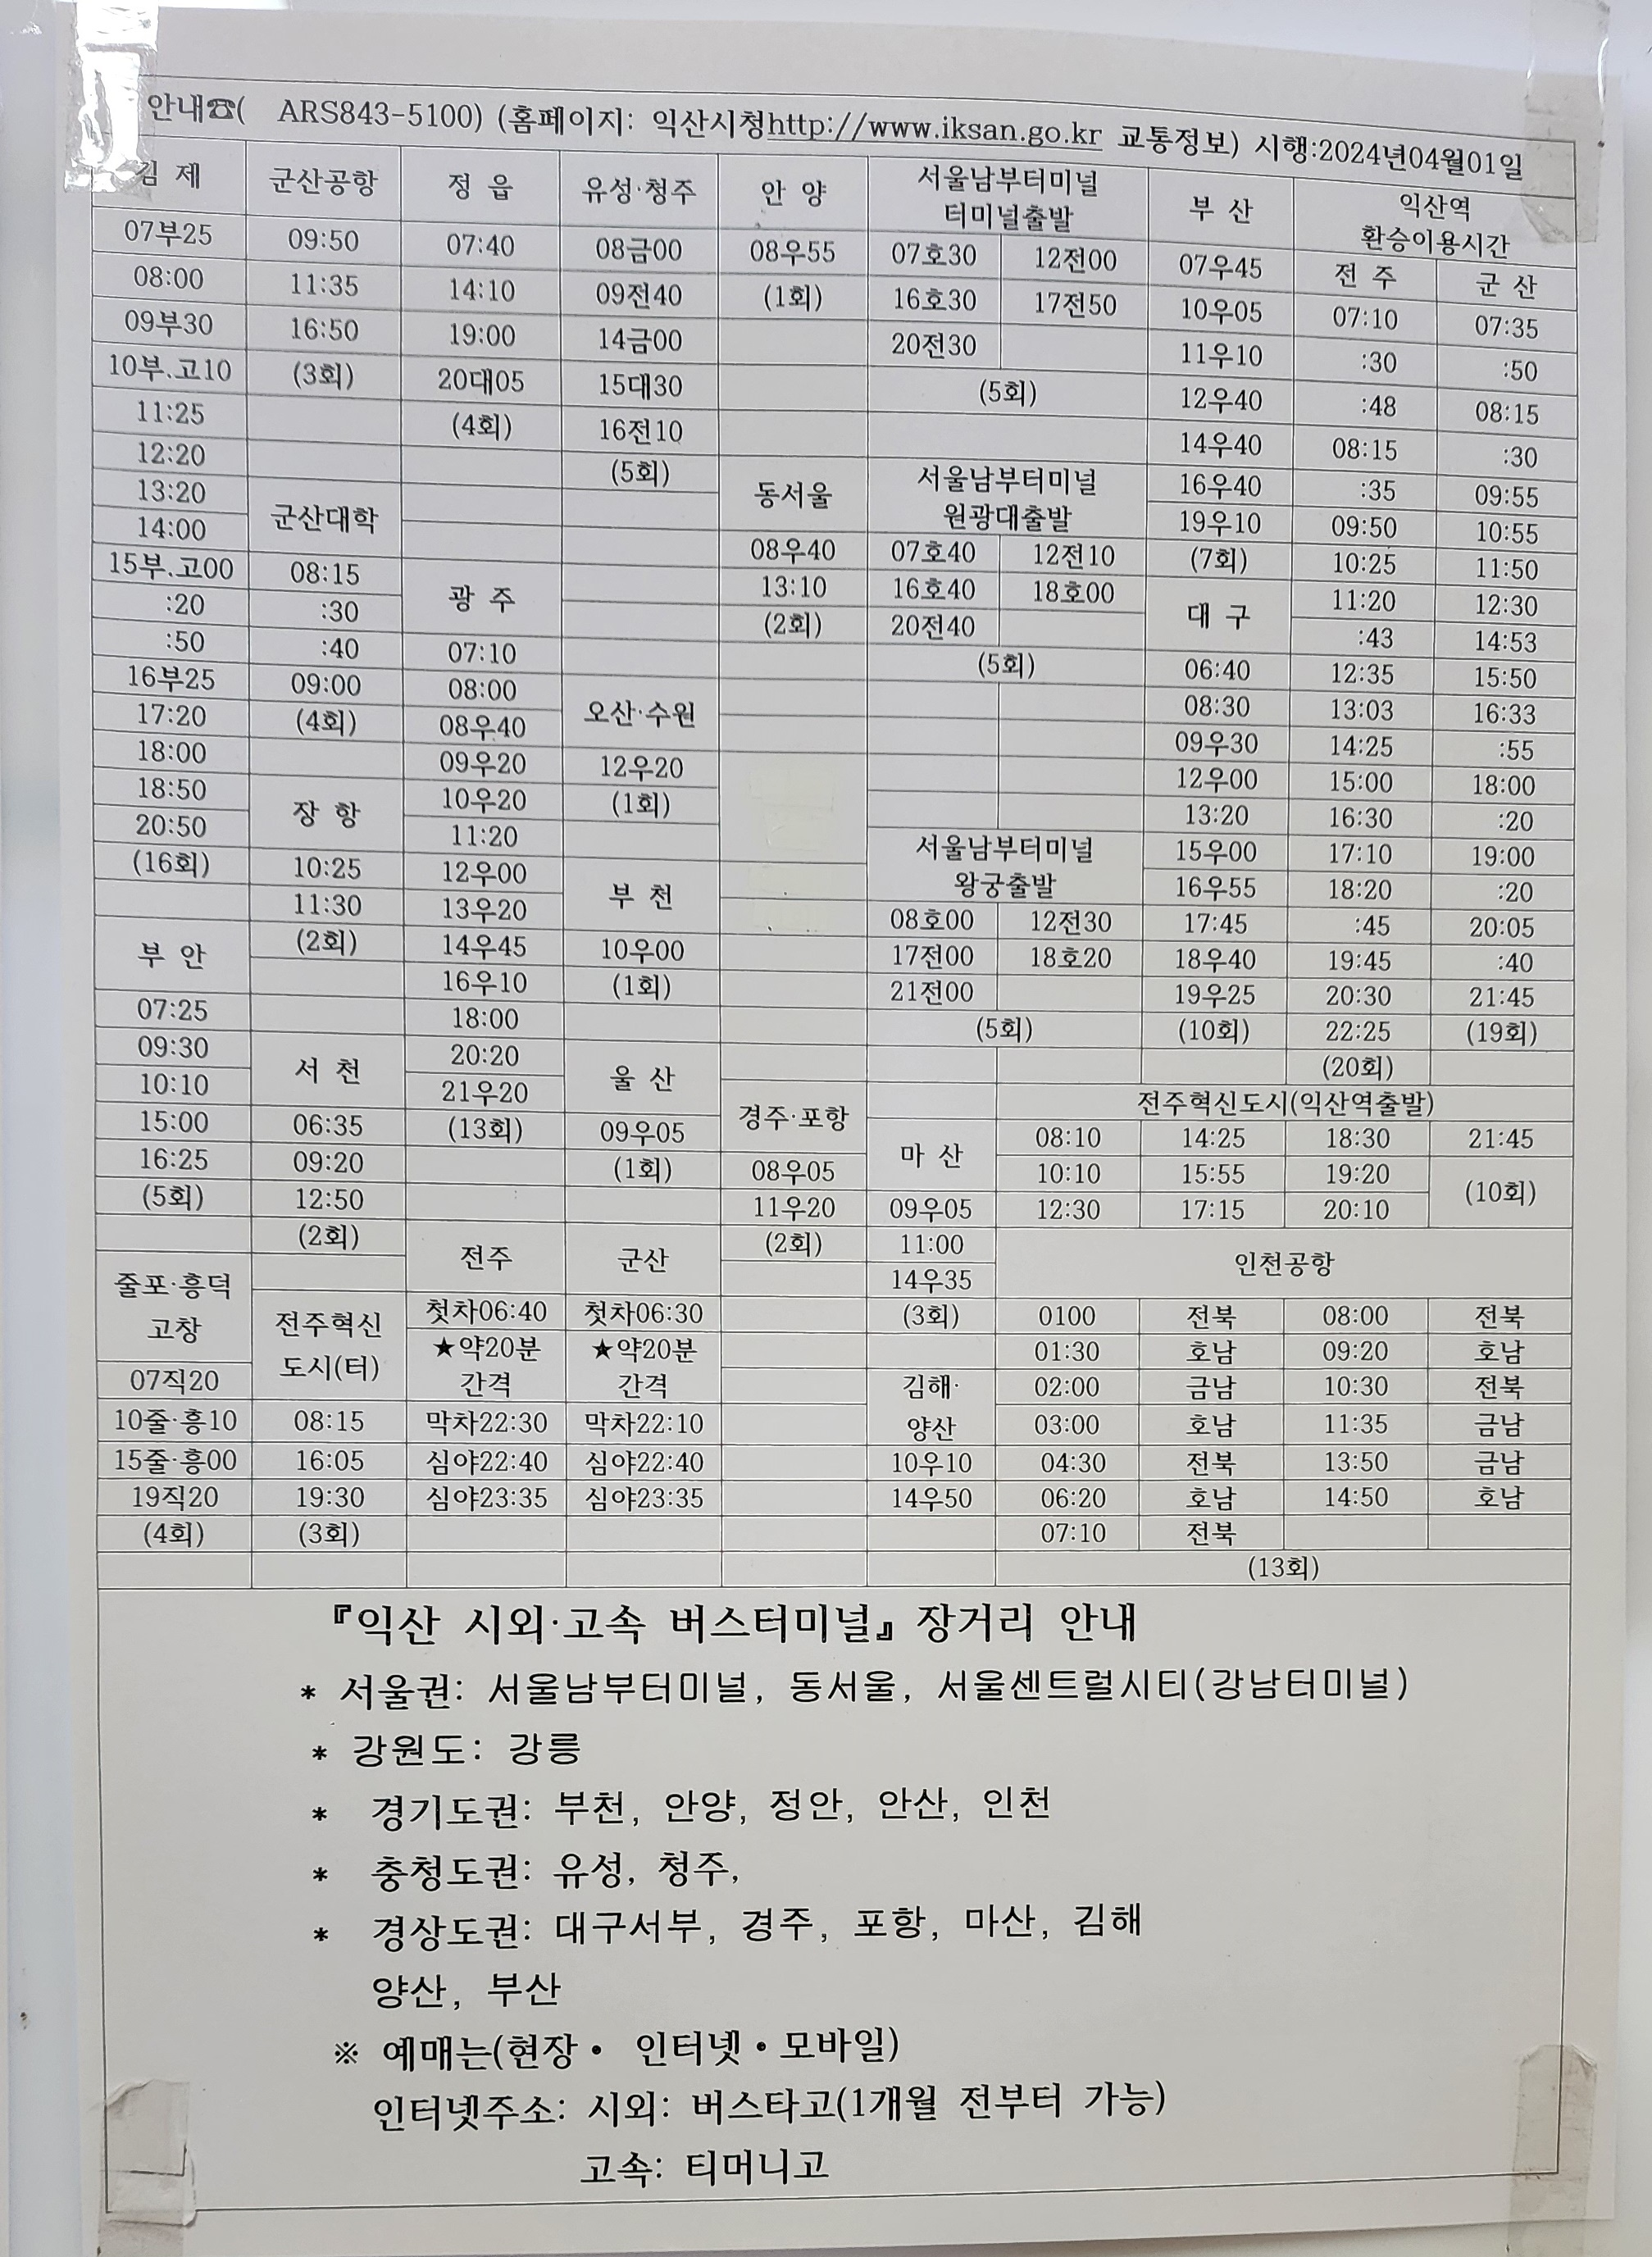 안내☎( ARS843-5100) (홈페이지: 익산시청http://www.iksan.go.kr 교통정보) 시행:2024년04월01일
김 제 군산공항 정 읍 유성·청주 안 양 서울남부터미널 터미널출발 부 산 익산역 환승이용시간
전 주 군 산
김 제
07부25
08:00
09부30
10부.고10
11:25
12:20
13:20
14:00
15부.고00
:20
:50
16부25
17:20
18:00
18:50
20:50
(16회)
부 안
07:25
09:30
10:10
15:00
16:25
(5회)
줄포·흥덕
고창
07직20
10줄·흥10
15줄·흥00
19직20
(4회)
09:50
11:35
16:50
(3회)
군산대학
08:15
:30
:40
09:00
(4회)
장 항
10:25
11:30
(2회)
서 천
06:35
09:20
12:50
(2회)
전주혁신
도시(터)
08:15
16:05
19:30
(3회)
07:40
14:10
19:00
20대05
(4회)
광 주
07:10
08:00
08우40
09우20
10우20
11:20
12우00
13우20
14우45
16우10
18:00
20:20
21우20
(13회)
전주
첫차06:40
★약20분
간격
막차22:30
심야22:40
심야23:35
08금00
09전40
14금00
15대30
16전10
(5회)
오산·수원
12우20
(1회)
부 천
10우00
(1회)
울 산
09우05
(1회)
군산
첫차06:30
★약20분
간격
막차22:10
심야22:40
심야23:35
08우55
(1회)
동서울
08우40
13:10
(2회)
경주·포항
08우05
11우20
(2회)
07호30 12전00
16호30 17전50
20전30
(5회)
서울남부터미널
원광대출발
07호40 12전10
16호40 18호00
20전40
(5회)
서울남부터미널
왕궁출발
08호00 12전30
17전00 18호20
21전00
(5회)
마 산
09우05
11:00
14우35
(3회)
김해·
양산
10우10
14우50
07우45
10우05
11우10
12우40
14우40
16우40
19우10
(7회)
대 구
06:40
08:30
09우30
12우00
13:20
15우00
16우55
17:45
18우40
19우25
(10회)
07:10
:30
:48
08:15
:35
09:50
10:25
11:20
:43
12:35
13:03
14:25
15:00
16:30
17:10
18:20
:45
19:45
20:30
22:25
(20회)
07:35
:50
08:15
:30
09:55
10:55
11:50
12:30
14:53
15:50
16:33
:55
18:00
:20
19:00
:20
20:05
:40
21:45
(19회)
전주혁신도시(익산역출발)
08:10 14:25 18:30 21:45
10:10 15:55 19:20 (10회)
12:30 17:15 20:10
인천공항
0100 전북 08:00 전북
01:30 호남 09:20 호남
02:00 금남 10:30 전북
03:00 호남 11:35 금남
04:30 전북 13:50 금남
06:20 호남 14:50 호남
07:10 전북
(13회)
『익산 시외·고속 버스터미널』 장거리 안내
* 서울권: 서울남부터미널, 동서울, 서울센트럴시티(강남터미널)
* 강원도: 강릉
* 경기도권: 부천, 안양, 정안, 안산, 인천
* 충청도권: 유성, 청주,
* 경상도권: 대구서부, 경주, 포항, 마산, 김해
양산, 부산
※ 예매는(현장• 인터넷•모바일)
인터넷주소: 시외: 버스타고(1개월 전부터 가능)
고속: 티머니고